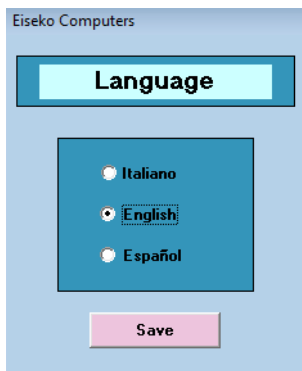 Eiseko Computers
Language
Italiano
English
Español
Save